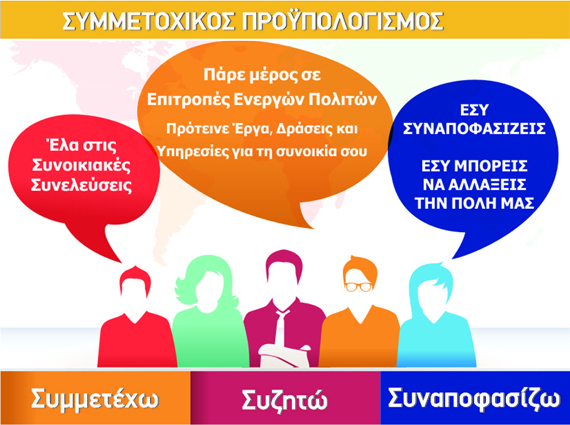 ΣΥΜΜΕΤΟΧΙΚΟΣ ΠΡΟΫΠΟΛΟΓΙΣΜΟΣ
Πάρε μέρος σε
Επιτροπές Ενεργών Πολιτών
Πρότεινε Έργα, Δράσεις και
Υπηρεσίες για τη συνοικία σου
Έλα στις
Συνοικιακές
Συνελεύσεις
ΕΣΥ
ΣΥΝΑΠΟΦΑΣΙΖΕΙΣ
ΕΣΥ ΜΠΟΡΕΙΣ
ΝΑ ΑΛΛΑΞΕΙΣ
ΤΗΝ ΠΟΛΗ ΜΑΣ
Συμμετέχω
Συζητώ
Συναποφασίζω